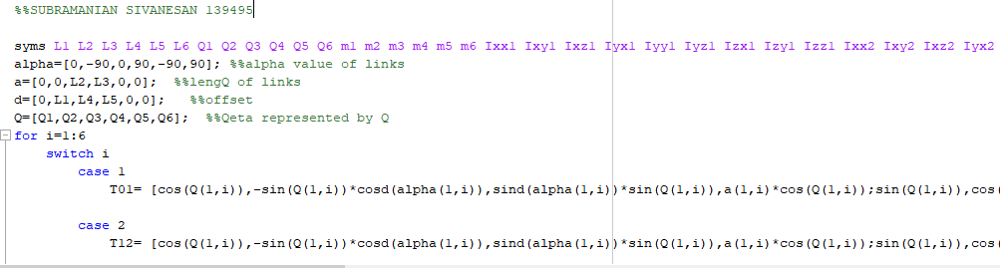 %%SUBRAMANIAN SIVANESAN 139495
syms L1 L2 L3 L4 L5 L6 Q1 Q2 Q3 Q4 Q5 Q6 m1 m2 m3 m4 m5 m6 Ixx1 Ixy1 Ixz1 Iyx1 Iyy1 Iyz1 Izx1 Izy1 Izz1 Ixx2 Ixy2 Ixz2 Iyx2
alpha=[0,-90,0,90,-90,90]; %%alpha value of links
a=[0,0,L2,L3,0,0];  %%lengQ of links
d=[0,L1,L4,L5,0,0];   %%offset
Q=[Q1,Q2,Q3,Q4,Q5,Q6];  %%Qeta represented by Q
for i=1:6
    switch i
        case 1
            T01= [cos(Q(1,i)),-sin(Q(1,i))*cosd(alpha(1,i)),sind(alpha(1,i))*sin(Q(1,i)),a(1,i)*cos(Q(1,i));sin(Q(1,i)),cos(
        case 2
            T12= [cos(Q(1,i)),-sin(Q(1,i))*cosd(alpha(1,i)),sind(alpha(1,i))*sin(Q(1,i)),a(1,i)*cos(Q(1,i));sin(Q(1,i)),cos(